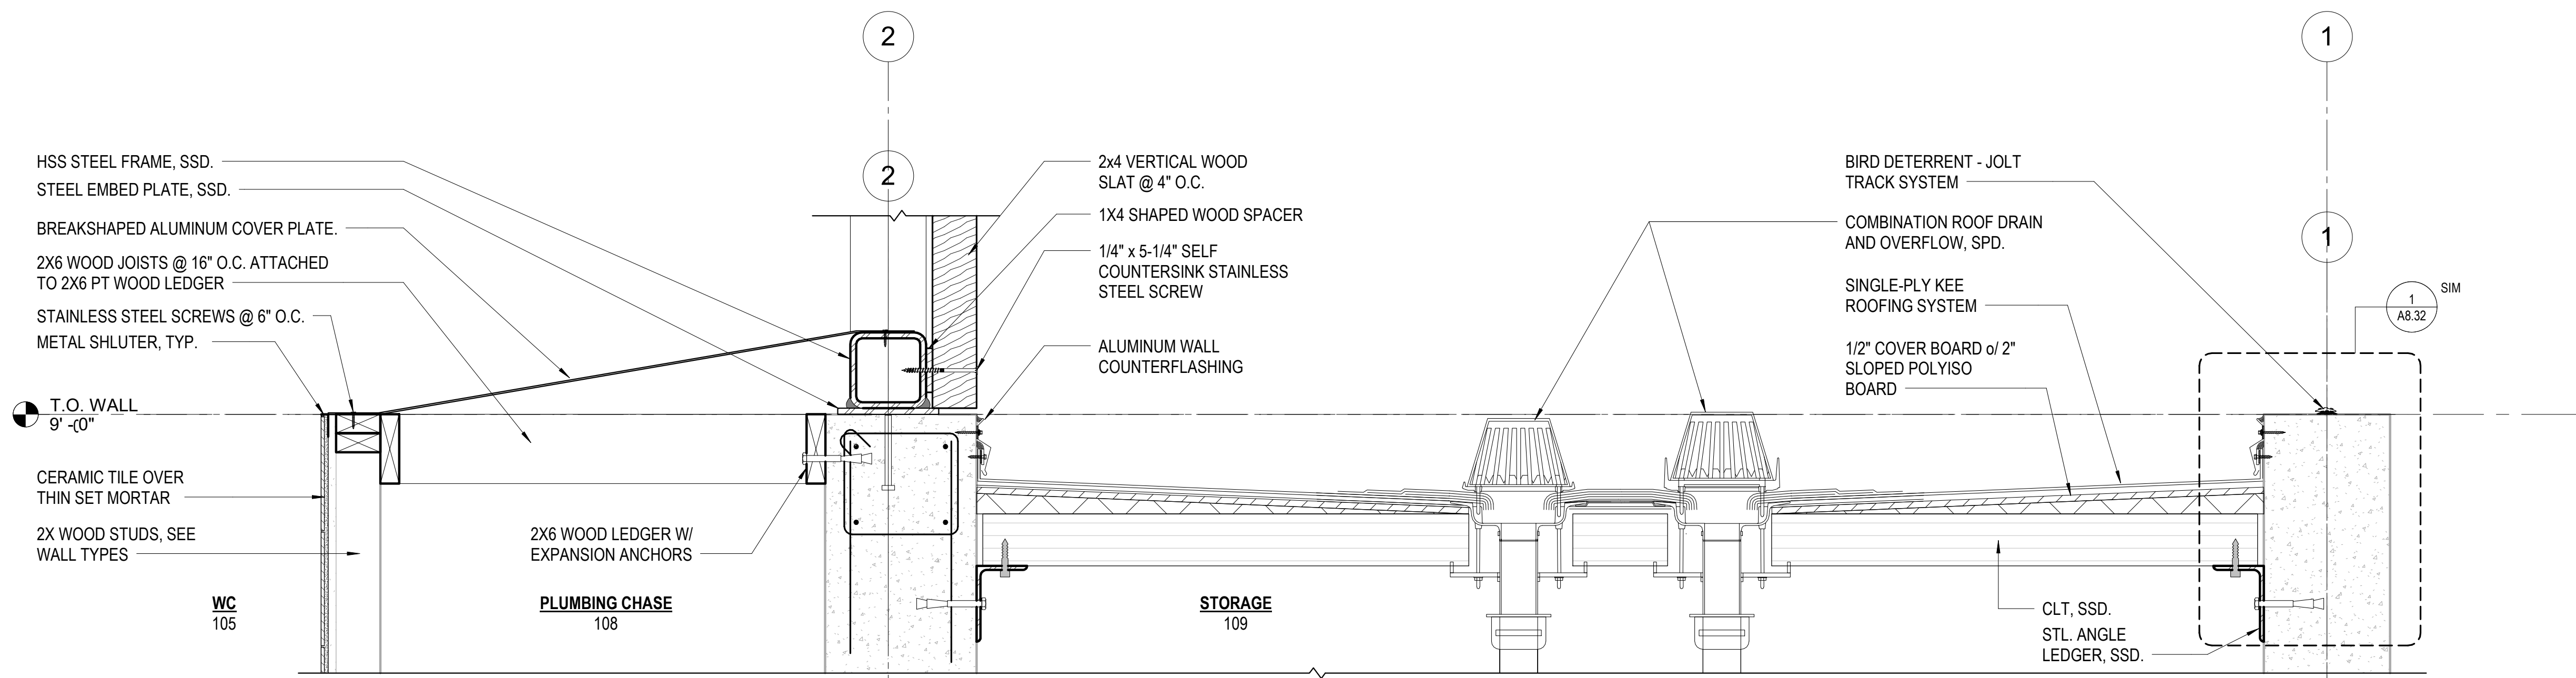 2
1
HSS STEEL FRAME, SSD.
STEEL EMBED PLATE, SSD.
BREAKSHAPED ALUMINUM COVER PLATE.
2X6 WOOD JOISTS @ 16" O.C. ATTACHED
TO 2X6 PT WOOD LEDGER
STAINLESS STEEL SCREWS @ 6" O.C.
METAL SHLUTER, TYP.
T.O. WALL
9' -0"
CERAMIC TILE OVER
THIN SET MORTAR
2X WOOD STUDS, SEE
WALL TYPES
WC
105
2
2X6 WOOD LEDGER W/
EXPANSION ANCHORS
PLUMBING CHASE
108
2x4 VERTICAL WOOD
SLAT @ 4" O.C.
1X4 SHAPED WOOD SPACER
1/4" x 5-1/4" SELF
COUNTERSINK STAINLESS
STEEL SCREW
ALUMINUM WALL
COUNTERFLASHING
STORAGE
109
BIRD DETERRENT - JOLT
TRACK SYSTEM
COMBINATION ROOF DRAIN
AND OVERFLOW, SPD.
SINGLE-PLY KEE
ROOFING SYSTEM
1/2" COVER BOARD o/ 2"
SLOPED POLYISO
BOARD
1
1
A8.32
SIM
CLT, SSD.
STL. ANGLE
LEDGER, SSD.